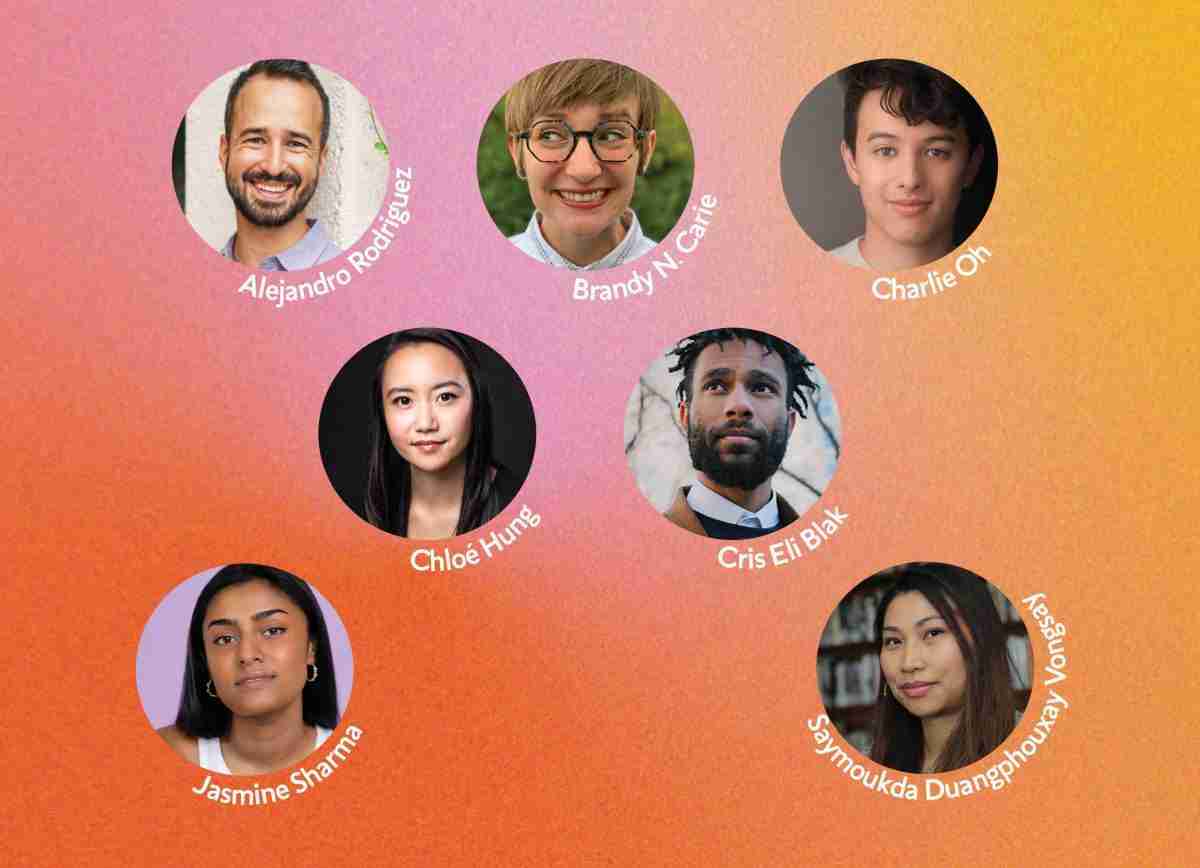 Alejandro Rodriguez
Brandy N. Carie
Charlie Oh
Chloé Hung
Cris Eli Blak
Jasmine Sharma
Saymoukda Duangphouxay Vongsay